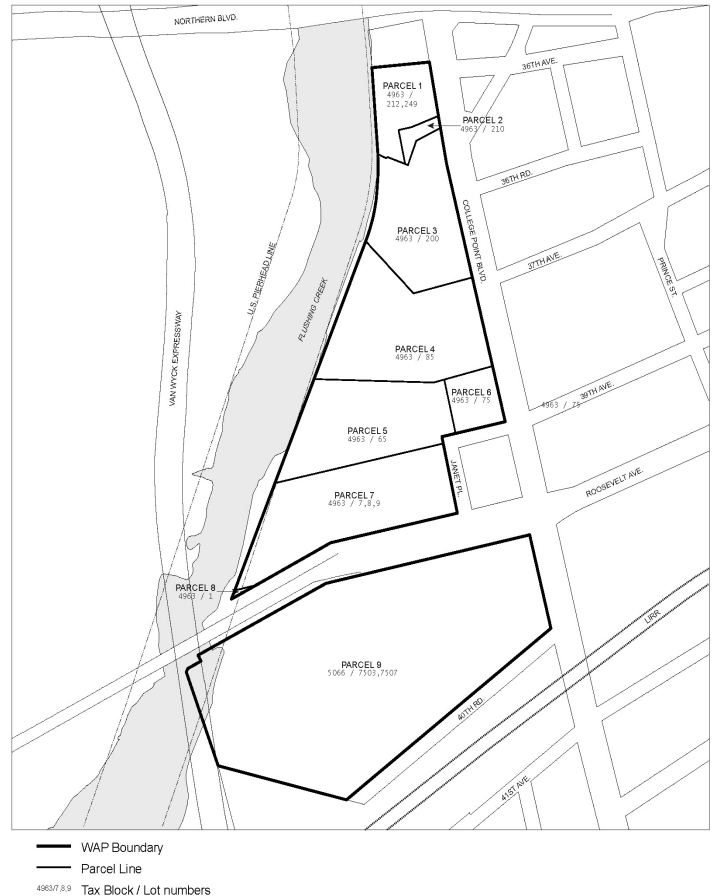 NORTHERN BLVD.
36TH AVE.
PARCEL 1
4963 /
212,249
PARCEL 2
4963 / 210
36TH RD.
COLLEGE POINT BLVD.
PARCEL 3
4963 / 200
37TH AVE.
PRINCE ST.
U.S. PIERHEAD LINE
FLUSHING CREEK
VAN WYCK EXPRESSWAY
PARCEL 4
4963 / 85
PARCEL 6
4963 / 75
39TH AVE.
4963 / 75
PARCEL 5
4963 / 65
JANET PL.
ROOSEVELT AVE.
PARCEL 7
4963 / 7,8,9
PARCEL 8
4963 / 1
LIRR
PARCEL 9
5066 / 7503,7507
40TH RD.
41ST AVE.
WAP Boundary
Parcel Line
4963/7,8,9 Tax Block / Lot numbers